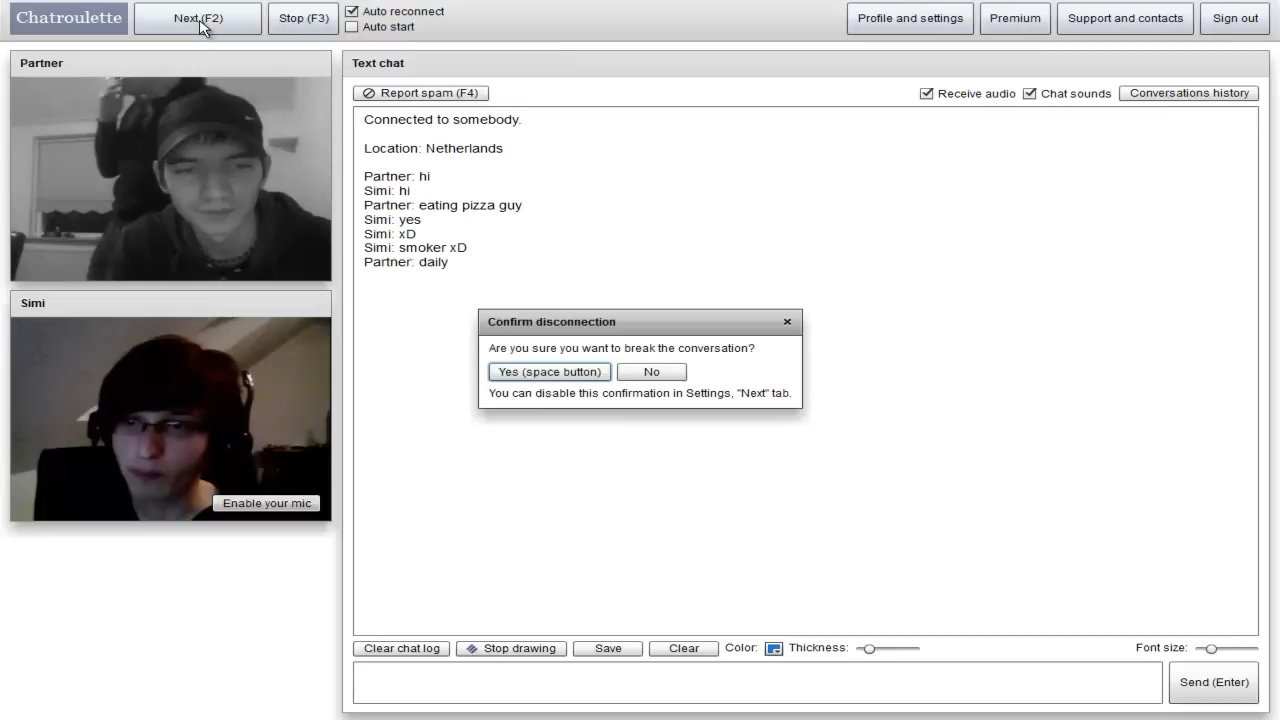 Chatroulette
Next (F2)
Stop (F3)
Auto reconnect
Auto start
Profile and settings
Premium
Support and contacts
Sign out
Partner
Simi
Enable your mic
Text chat
Report spam (F4)
Receive audio
Chat sounds
Conversations history
Connected to somebody.
Location: Netherlands
Partner: hi
Simi: hi
Partner: eating pizza guy
Simi: yes
Simi: xD
Simi: smoker xD
Partner: daily
Confirm disconnection
Are you sure you want to break the conversation?
Yes (space button)
No
You can disable this confirmation in Settings, "Next" tab.
Clear chat log
Stop drawing
Save
Clear
Color:
Thickness:
Font size:
Send (Enter)